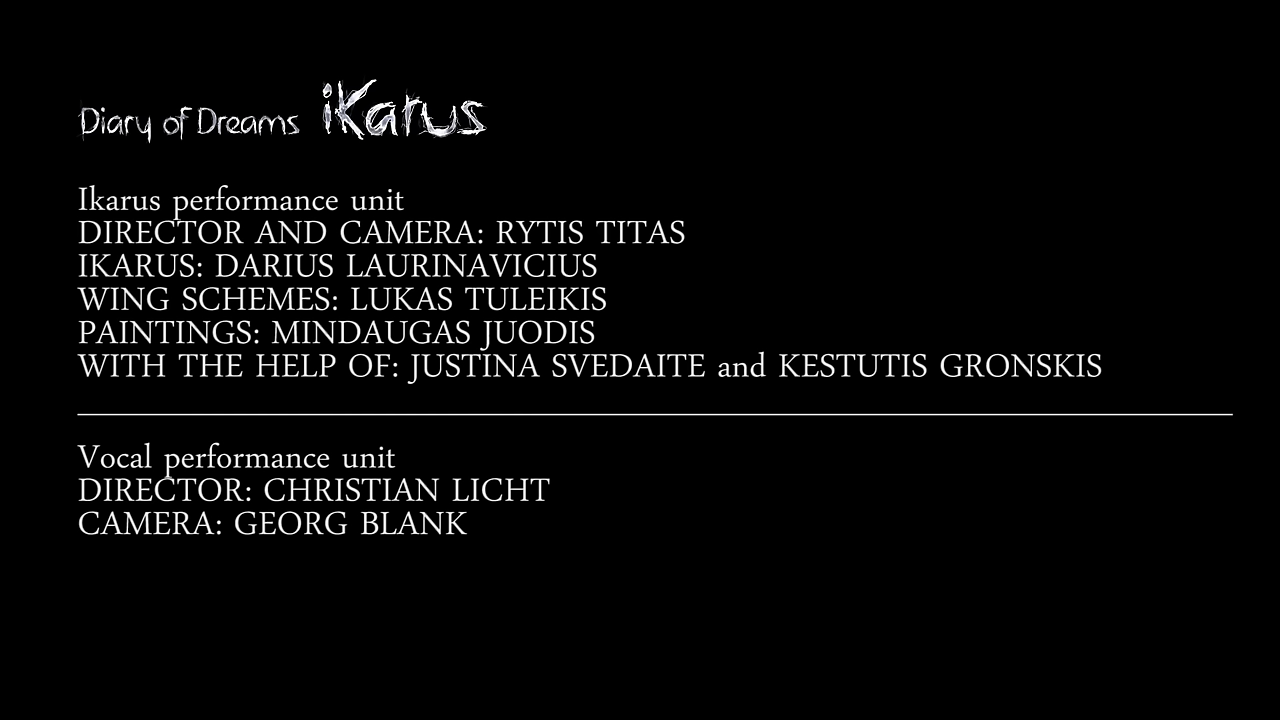 Diary of Dreams iKarus
Ikarus performance unit
DIRECTOR AND CAMERA: RYTIS TITAS
IKARUS: DARIUS LAURINAVICIUS
WING SCHEMES: LUKAS TULEIKIS
PAINTINGS: MINDAUGAS JUODIS
WITH THE HELP OF: JUSTINA SVEDAITE and KESTUTIS GRONSKIS
Vocal performance unit
DIRECTOR: CHRISTIAN LICHT
CAMERA: GEORG BLANK